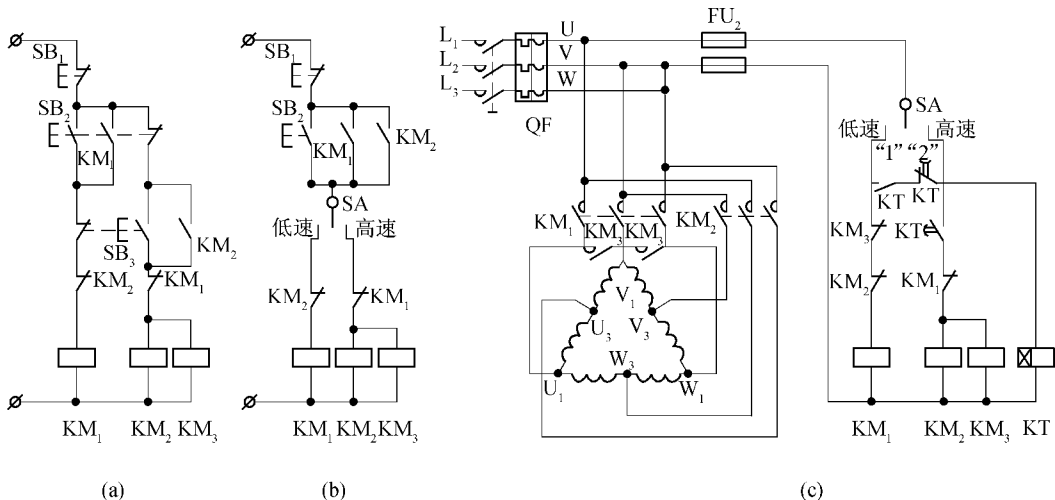 SB₁
SB₂
KM₁
SB₃
KM₂
KM₂
KM₁
KM₁
KM₂
KM₃
(a)
SB₁
SB₂
KM₁
KM₂
SA
低速
高速
KM₂
KM₁
KM₁
KM₂
KM₃
(b)
L₁
L₂
L₃
QF
U
V
W
FU₂
SA
低速
高速
“1”
“2”
KT
KT
KM₃
KT
KM₂
KM₁
KM₁
KM₃
KM₃
KM₂
V₁
U₃
V₃
W₃
U₁
W₁
KM₁
KM₂
KM₃
KT
(c)